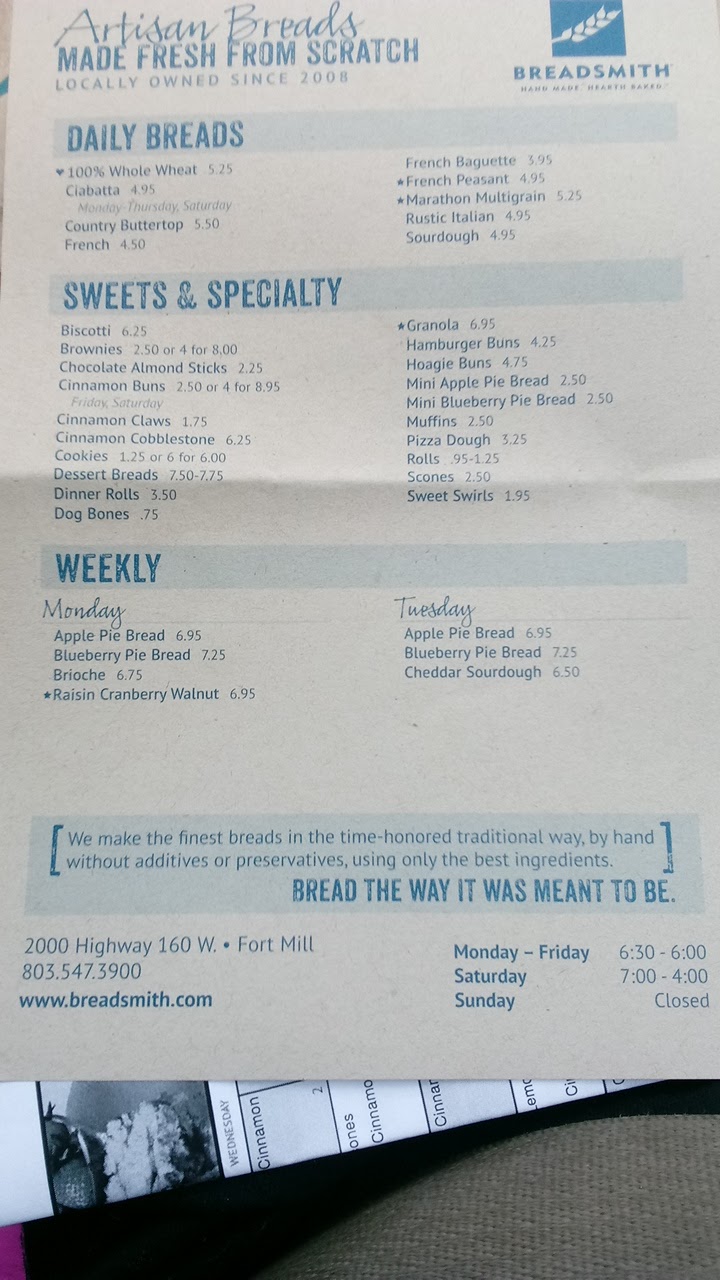 Artisan Breads
MADE FRESH FROM SCRATCH
LOCALLY OWNED SINCE 2008
BREADSMITH
HAND MADE. HEARTH BAKED.
DAILY BREADS
♥100% Whole Wheat 5.25
Ciabatta 4.95
Monday-Thursday, Saturday
Country Buttertop 5.50
French 4.50
French Baguette 3.95
★French Peasant 4.95
★Marathon Multigrain 5.25
Rustic Italian 4.95
Sourdough 4.95
SWEETS & SPECIALTY
Biscotti 6.25
Brownies 2.50 or 4 for 8.00
Chocolate Almond Sticks 2.25
Cinnamon Buns 2.50 or 4 for 8.95
Friday, Saturday
Cinnamon Claws 1.75
Cinnamon Cobblestone 6.25
Cookies 1.25 or 6 for 6.00
Dessert Breads 7.50-7.75
Dinner Rolls 3.50
Dog Bones .75
★Granola 6.95
Hamburger Buns 4.25
Hoagie Buns 4.75
Mini Apple Pie Bread 2.50
Mini Blueberry Pie Bread 2.50
Muffins 2.50
Pizza Dough 3.25
Rolls .95-1.25
Scones 2.50
Sweet Swirls 1.95
WEEKLY
Monday
Apple Pie Bread 6.95
Blueberry Pie Bread 7.25
Brioche 6.75
★Raisin Cranberry Walnut 6.95
Tuesday
Apple Pie Bread 6.95
Blueberry Pie Bread 7.25
Cheddar Sourdough 6.50
[We make the finest breads in the time-honored traditional way, by hand
without additives or preservatives, using only the best ingredients.]
BREAD THE WAY IT WAS MEANT TO BE.
2000 Highway 160 W. • Fort Mill
803.547.3900
www.breadsmith.com
Monday – Friday 6:30 - 6:00
Saturday 7:00 - 4:00
Sunday Closed
WEDNESDAY
Cinnamon
2
ones
Cinnamo
Cinnar